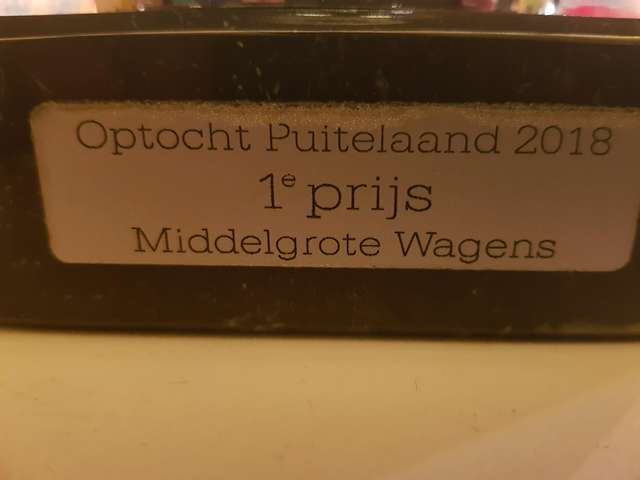 Optocht Puitelaand 2018
1e prijs
Middelgrote Wagens